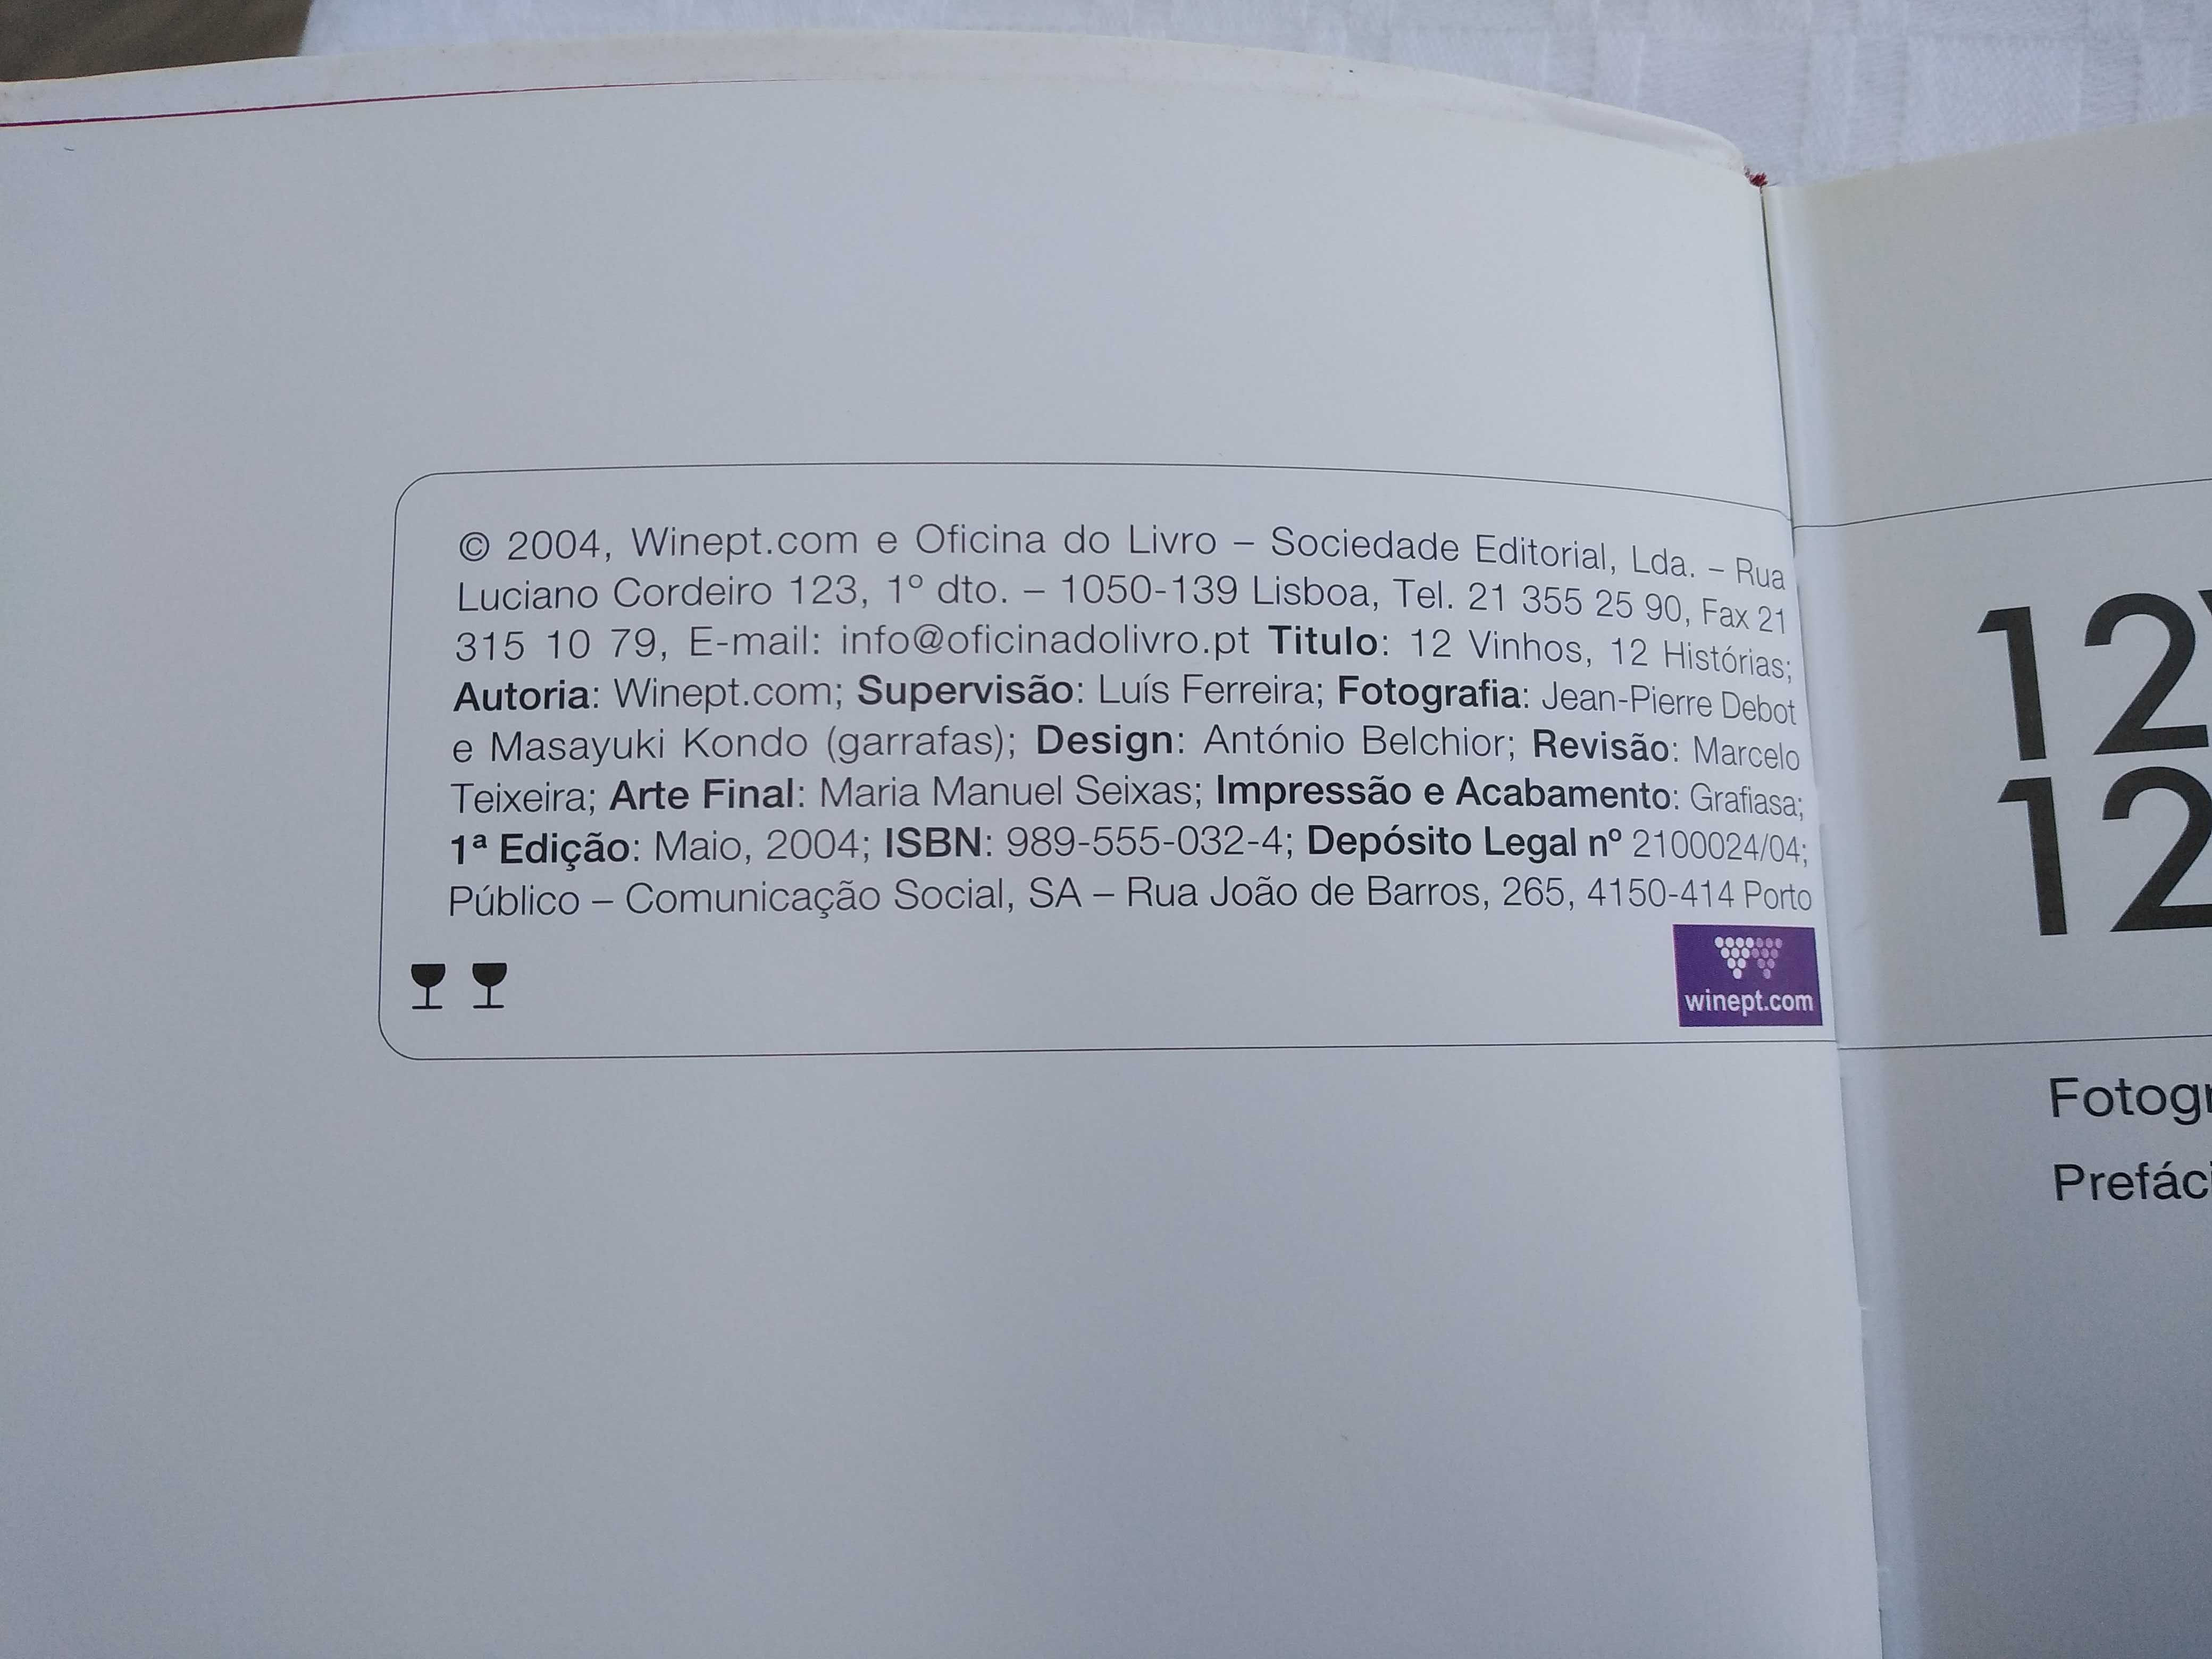 © 2004, Winept.com e Oficina do Livro – Sociedade Editorial, Lda. – Rua
Luciano Cordeiro 123, 1º dto. – 1050-139 Lisboa, Tel. 21 355 25 90, Fax 21
315 10 79, E-mail: info@oficinadolivro.pt Titulo: 12 Vinhos, 12 Histórias;
Autoria: Winept.com; Supervisão: Luís Ferreira; Fotografia: Jean-Pierre Debot
e Masayuki Kondo (garrafas); Design: António Belchior; Revisão: Marcelo
Teixeira; Arte Final: Maria Manuel Seixas; Impressão e Acabamento: Grafiasa;
1ª Edição: Maio, 2004; ISBN: 989-555-032-4; Depósito Legal nº 2100024/04;
Público – Comunicação Social, SA – Rua João de Barros, 265, 4150-414 Porto
winept.com
12
12